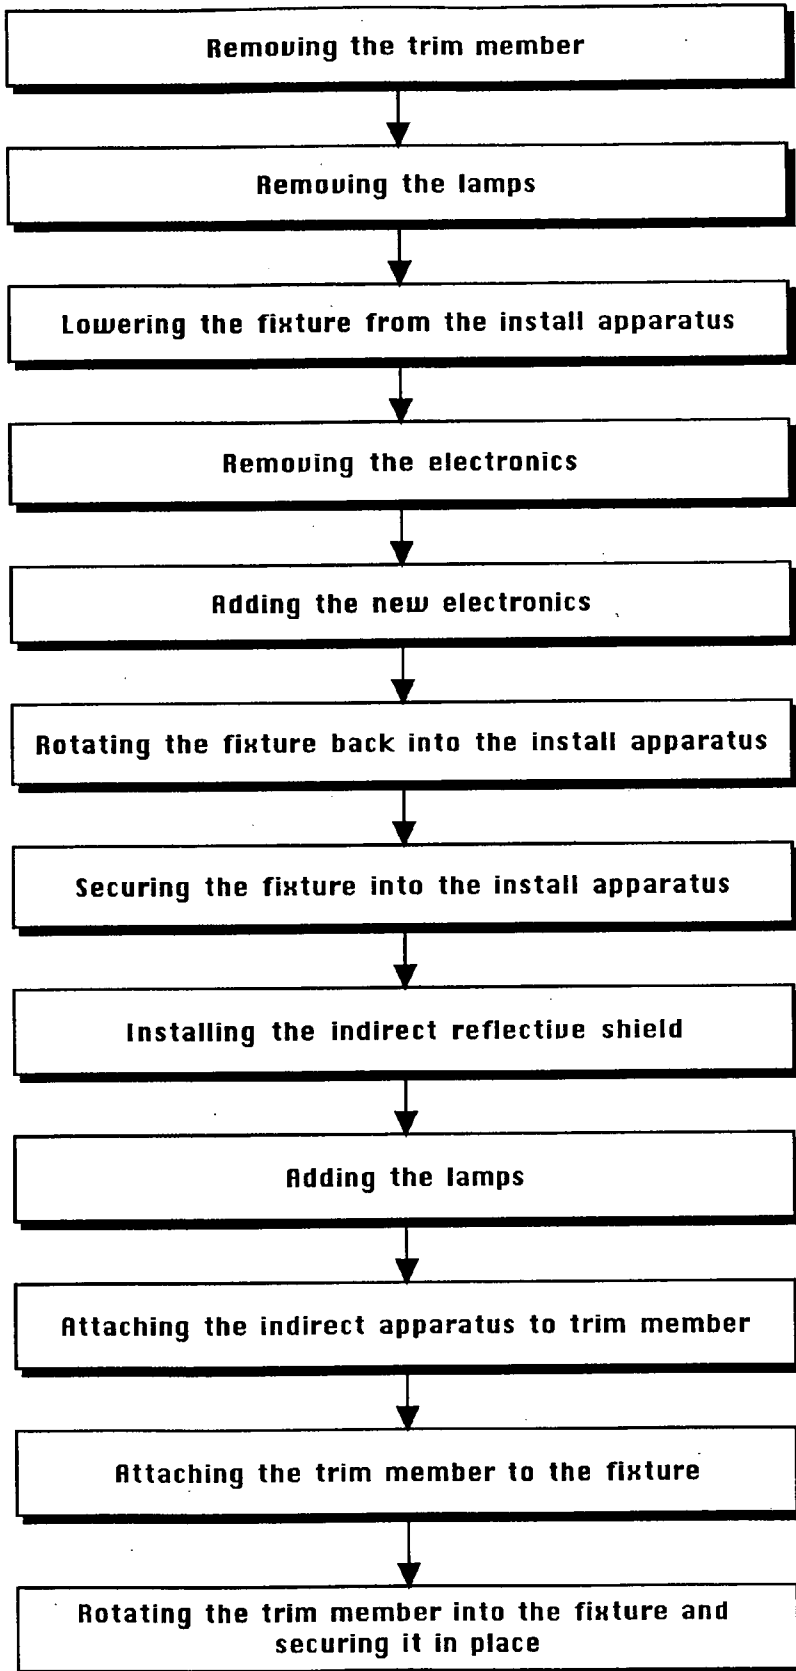 Removing the trim member
Removing the lamps
Lowering the fixture from the install apparatus
Removing the electronics
Adding the new electronics
Rotating the fixture back into the install apparatus
Securing the fixture into the install apparatus
Installing the indirect reflective shield
Adding the lamps
Attaching the indirect apparatus to trim member
Attaching the trim member to the fixture
Rotating the trim member into the fixture and
securing it in place